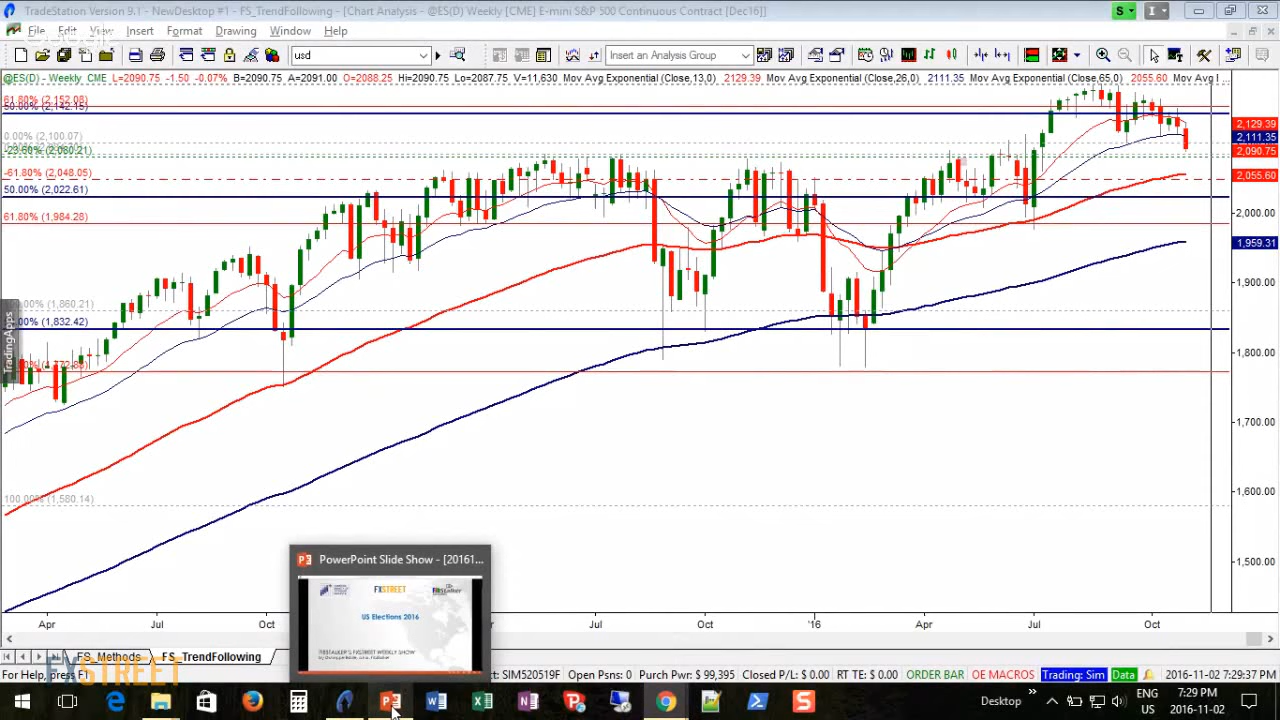 TradeStation Version 9.1 - NewDesktop #1 - FS_TrendFollowing - [Chart Analysis - @ES(D) Weekly [CME] E-mini S&P 500 Continuous Contract [Dec16]]
S
I
File Edit View Insert Format Drawing Window Help
usd
Insert an Analysis Group
@ES(D) - Weekly CME L=2090.75 -1.50 -0.07% B=2090.75 A=2091.00 O=2088.25 Hi=2090.75 Lo=2087.75 V=11,630 Mov Avg Exponential (Close,13,0) 2129.39 Mov Avg Exponential (Close,26,0) 2111.35 Mov Avg Exponential (Close,65,0) 2055.60 Mov Avg ...
61.80% (2,152.08)
50.00% (2,142.15)
2,129.39
0.00% (2,100.07)
2,111.35
-23.60% (2,080.21)
2,090.75
-61.80% (2,048.05)
2,055.60
50.00% (2,022.61)
61.80% (1,984.28)
2,000.00
1,959.31
1,900.00
(1,860.21)
(1,832.42)
TradingApps
1,800.00
1,700.00
100.00% (1,580.14)
1,600.00
1,500.00
PowerPoint Slide Show - [20161...
FXSTREET
US Elections 2016
FXSTREET WEEKLY SHOW
Apr Jul Oct Jul Oct '16 Apr Jul Oct
FS_Methods FS_TrendFollowing
FXSTREET
For Help, press F1
SIM520519F Open Psns: 0 Purch Pwr: $ 99,395 Closed P/L: $ 0 RT TE: $ 0.00 ORDER BAR OE MACROS Trading: Sim Data 2016-11-02 7:29:37 PM
Desktop
ENG
US
7:29 PM
2016-11-02